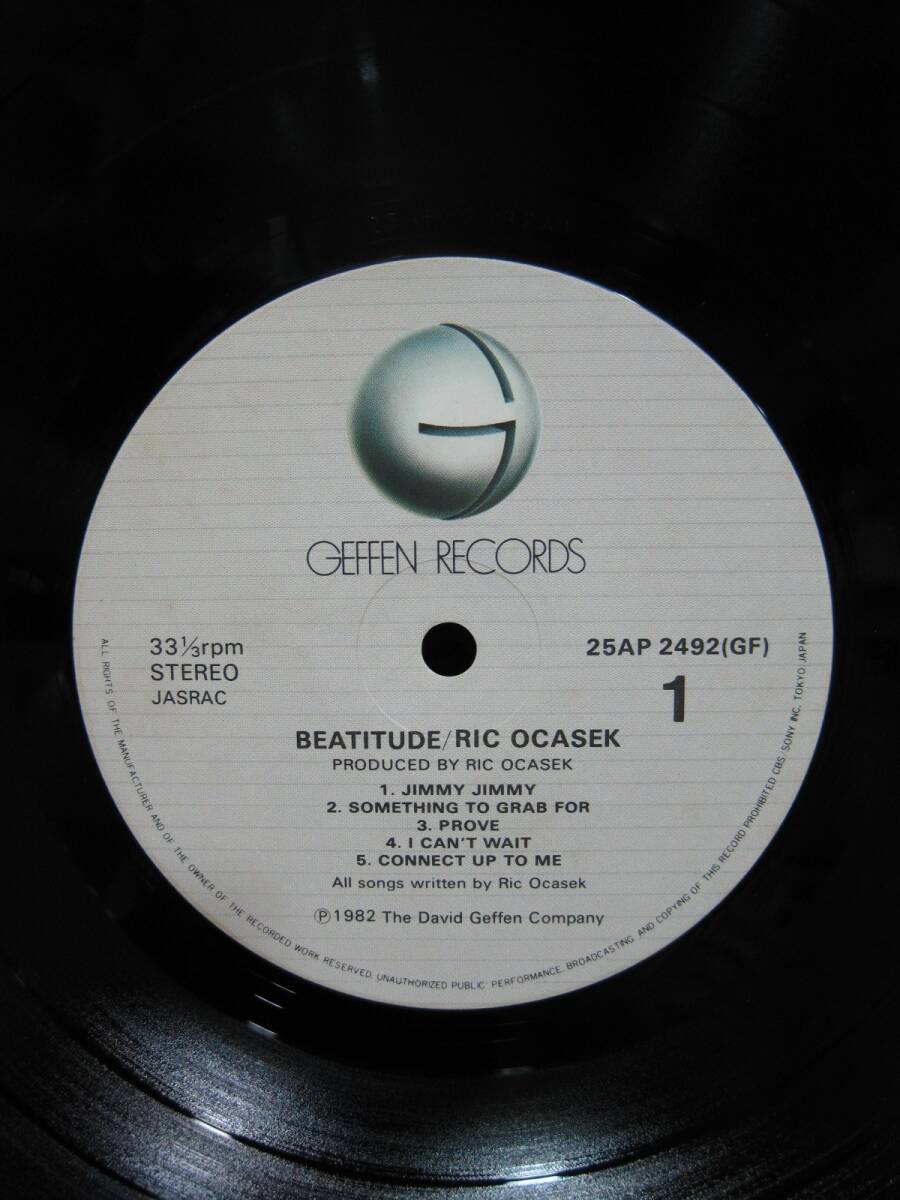 GEFFEN RECORDS
33⅓rpm
STEREO
JASRAC
25AP 2492(GF)
1
BEATITUDE/RIC OCASEK
PRODUCED BY RIC OCASEK
1. JIMMY JIMMY
2. SOMETHING TO GRAB FOR
3. PROVE
4. I CAN'T WAIT
5. CONNECT UP TO ME
All songs written by Ric Ocasek
Ⓟ1982 The David Geffen Company
ALL RIGHTS OF THE MANUFACTURER AND OF THE OWNER OF THE RECORDED WORK RESERVED. UNAUTHORIZED PUBLIC PERFORMANCE. BROADCASTING AND COPYING OF THIS RECORD PROHIBITED CBS/SONY INC. TOKYO JAPAN